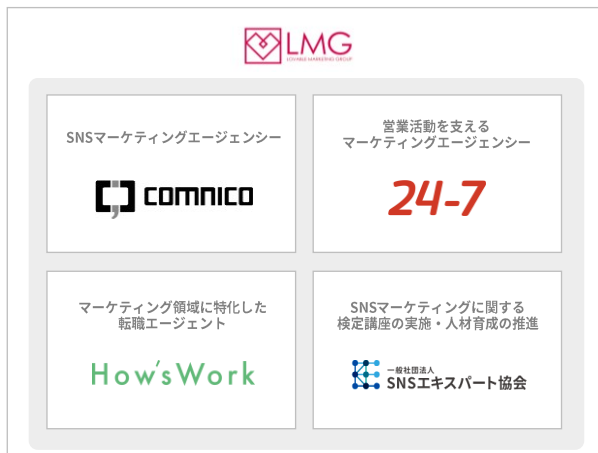 LMG
LOVABLE MARKETING GROUP
SNSマーケティングエージェンシー
comnico
営業活動を支える
マーケティングエージェンシー
24-7
マーケティング領域に特化した
転職エージェント
How'sWork
SNSマーケティングに関する
検定講座の実施・人材育成の推進
一般社団法人
SNSエキスパート協会